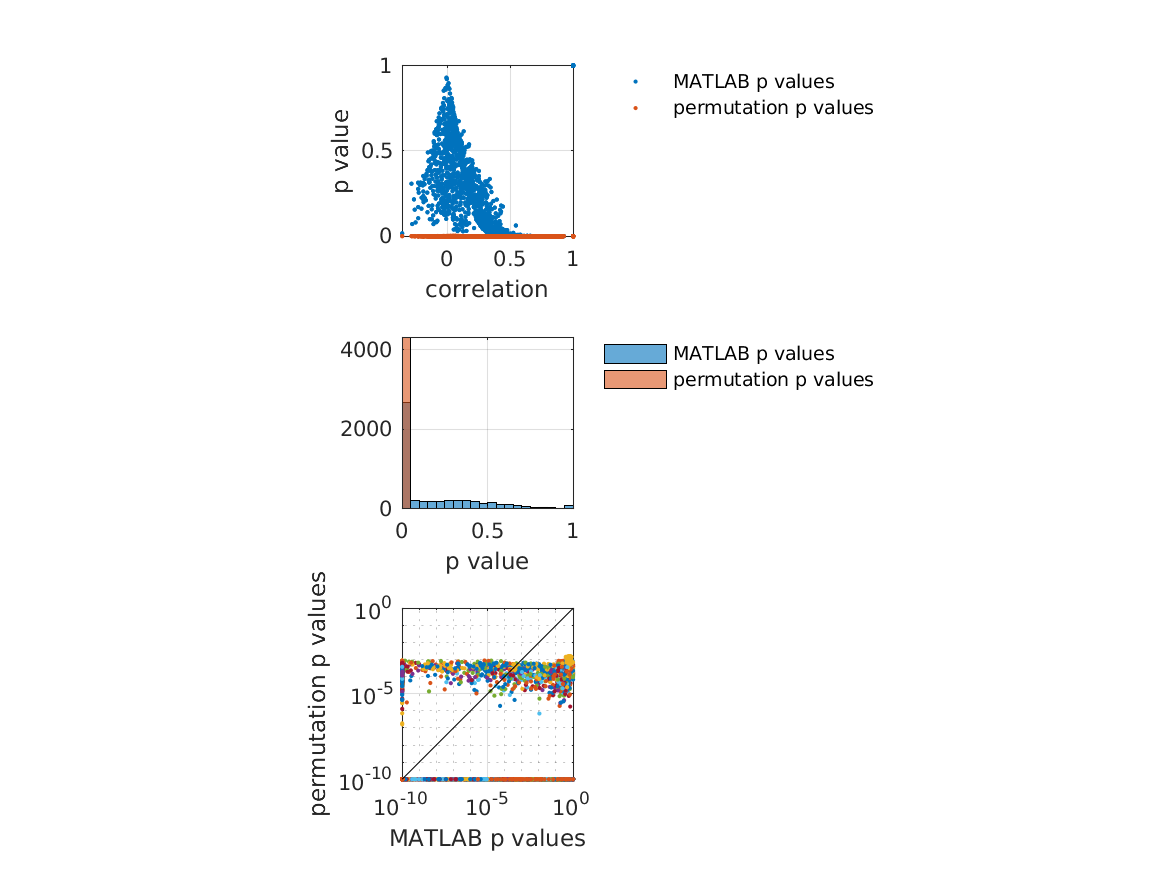 1
0.5
0
p value
0 0.5 1
correlation
MATLAB p values
permutation p values
4000
2000
0
0 0.5 1
p value
MATLAB p values
permutation p values
10^0
10^-5
10^-10
permutation p values
10^-10 10^-5 10^0
MATLAB p values